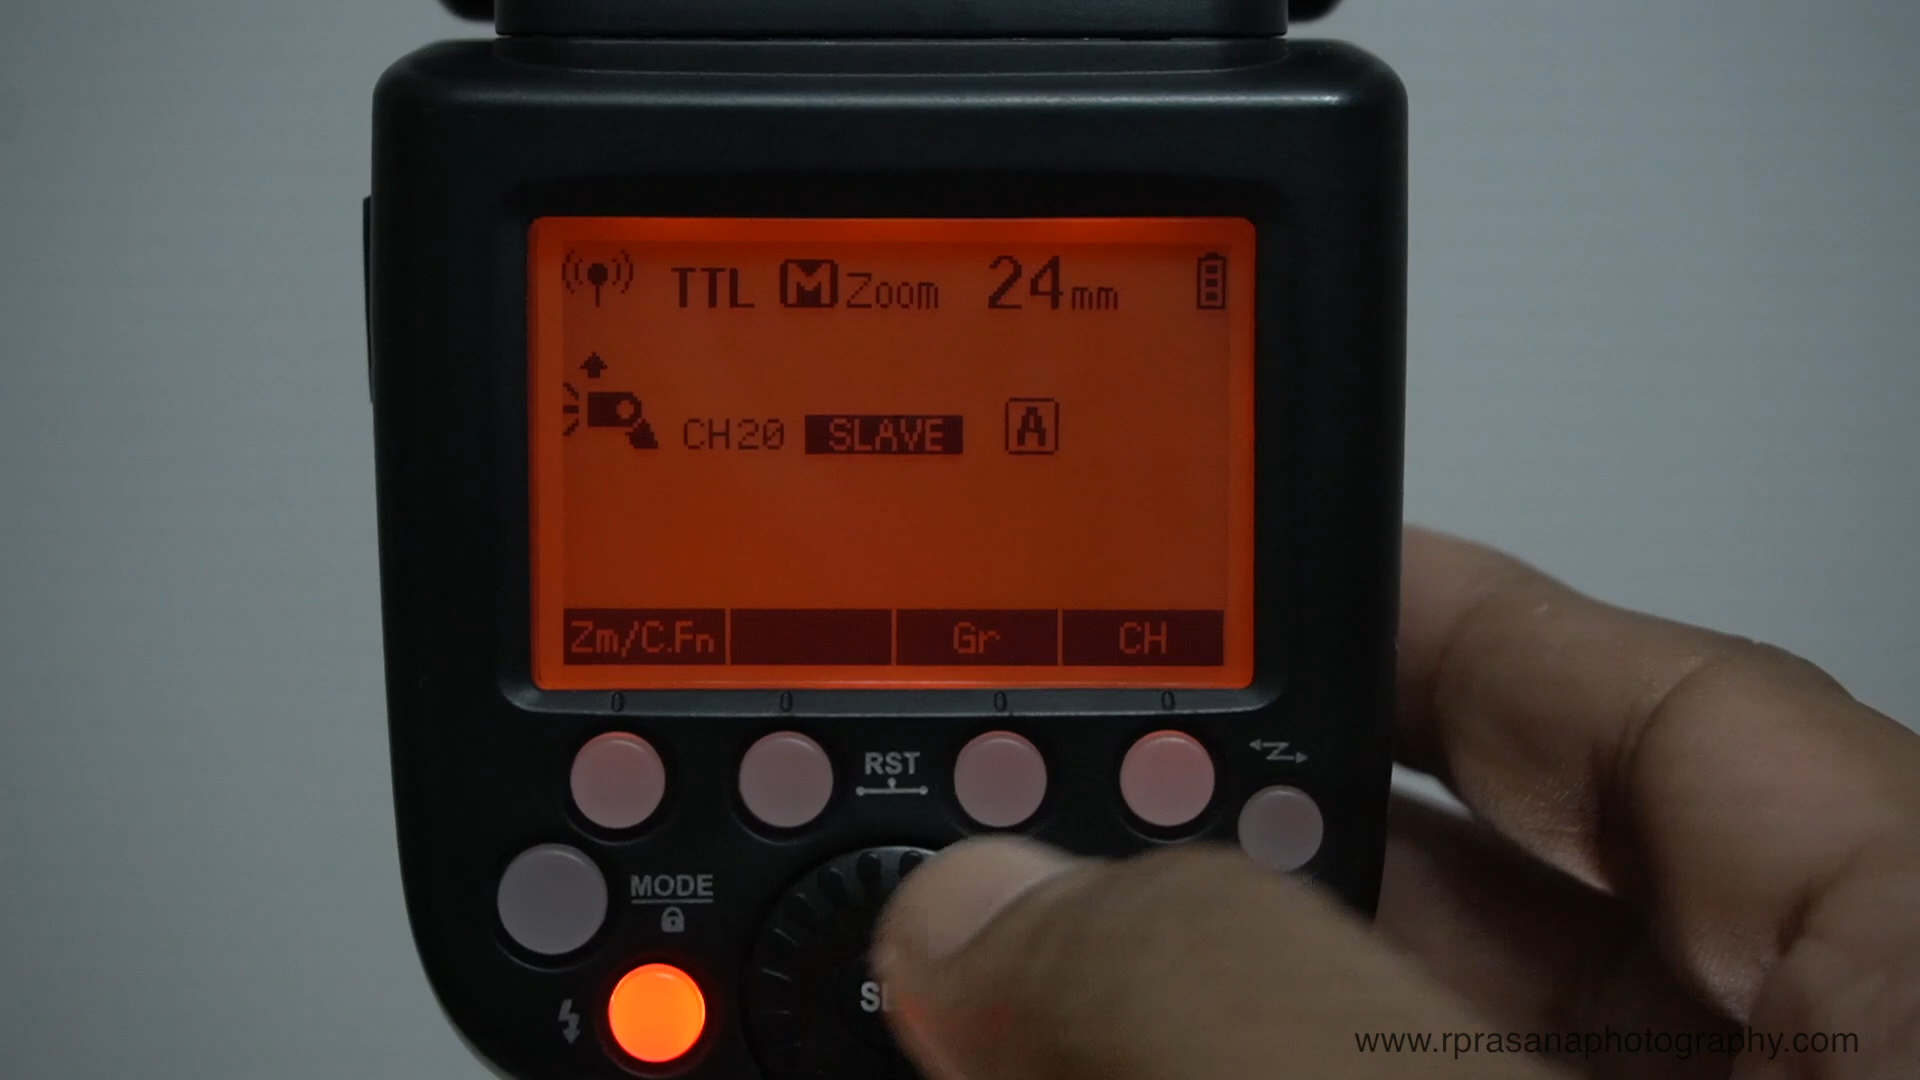 TTL M Zoom 24mm
CH20 SLAVE A
Zm/C.Fn Gr CH
RST
MODE
www.rprasanaphotography.com